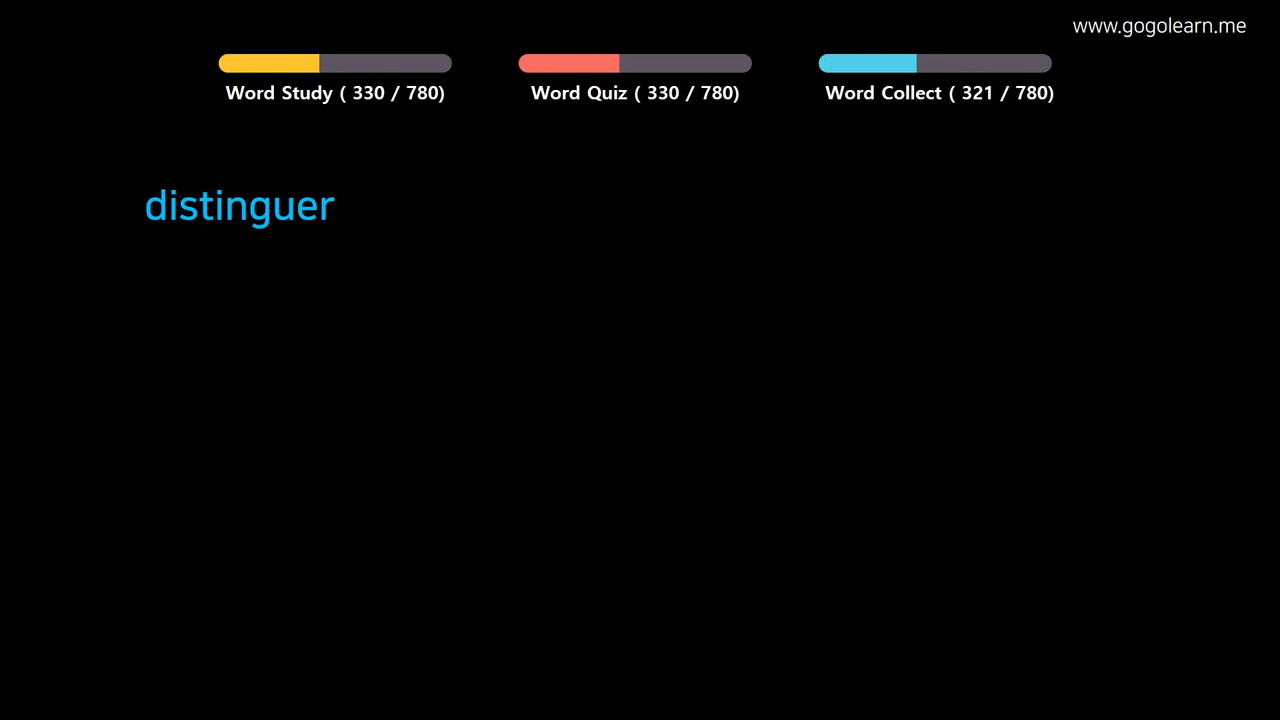 www.gogolearn.me
Word Study ( 330 / 780)
Word Quiz ( 330 / 780)
Word Collect ( 321 / 780)
distinguer